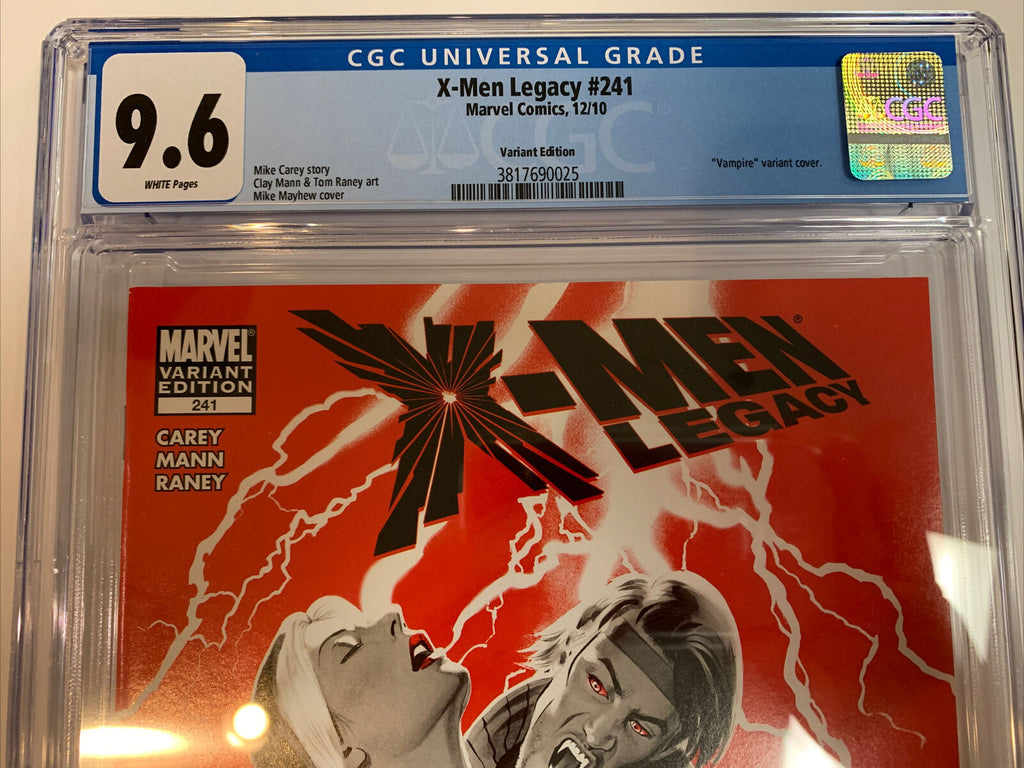 CGC UNIVERSAL GRADE
9.6
WHITE Pages
X-Men Legacy #241
Marvel Comics, 12/10
CGC
Variant Edition
3817690025
Mike Carey story
Clay Mann & Tom Raney art
Mike Mayhew cover
"Vampire" variant cover.
CGC
MARVEL
VARIANT
EDITION
241
CAREY
MANN
RANEY
X-MEN
LEGACY